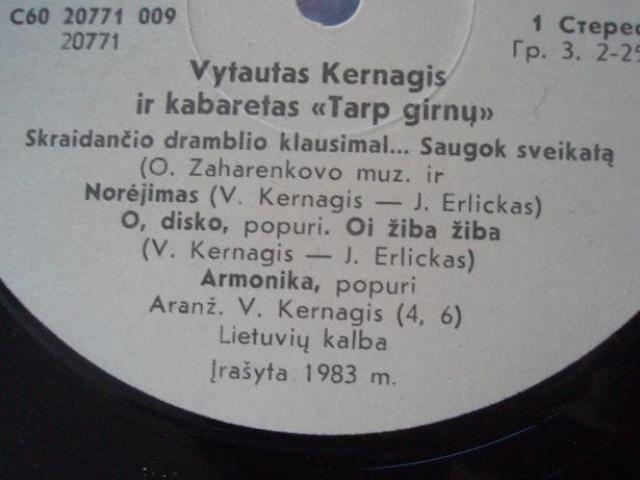 С60 20771 009
20771
1 Стерео
Гр. 3. 2-25
Vytautas Kernagis
ir kabaretas «Tarp girnų»
Skraidančio dramblio klausimai... Saugok sveikatą
(O. Zaharenkovo muz. ir
Norėjimas (V. Kernagis — J. Erlickas)
O, disko, popuri. Oi žiba žiba
(V. Kernagis — J. Erlickas)
Armonika, popuri
Aranž. V. Kernagis (4, 6)
Lietuvių kalba
Įrašyta 1983 m.